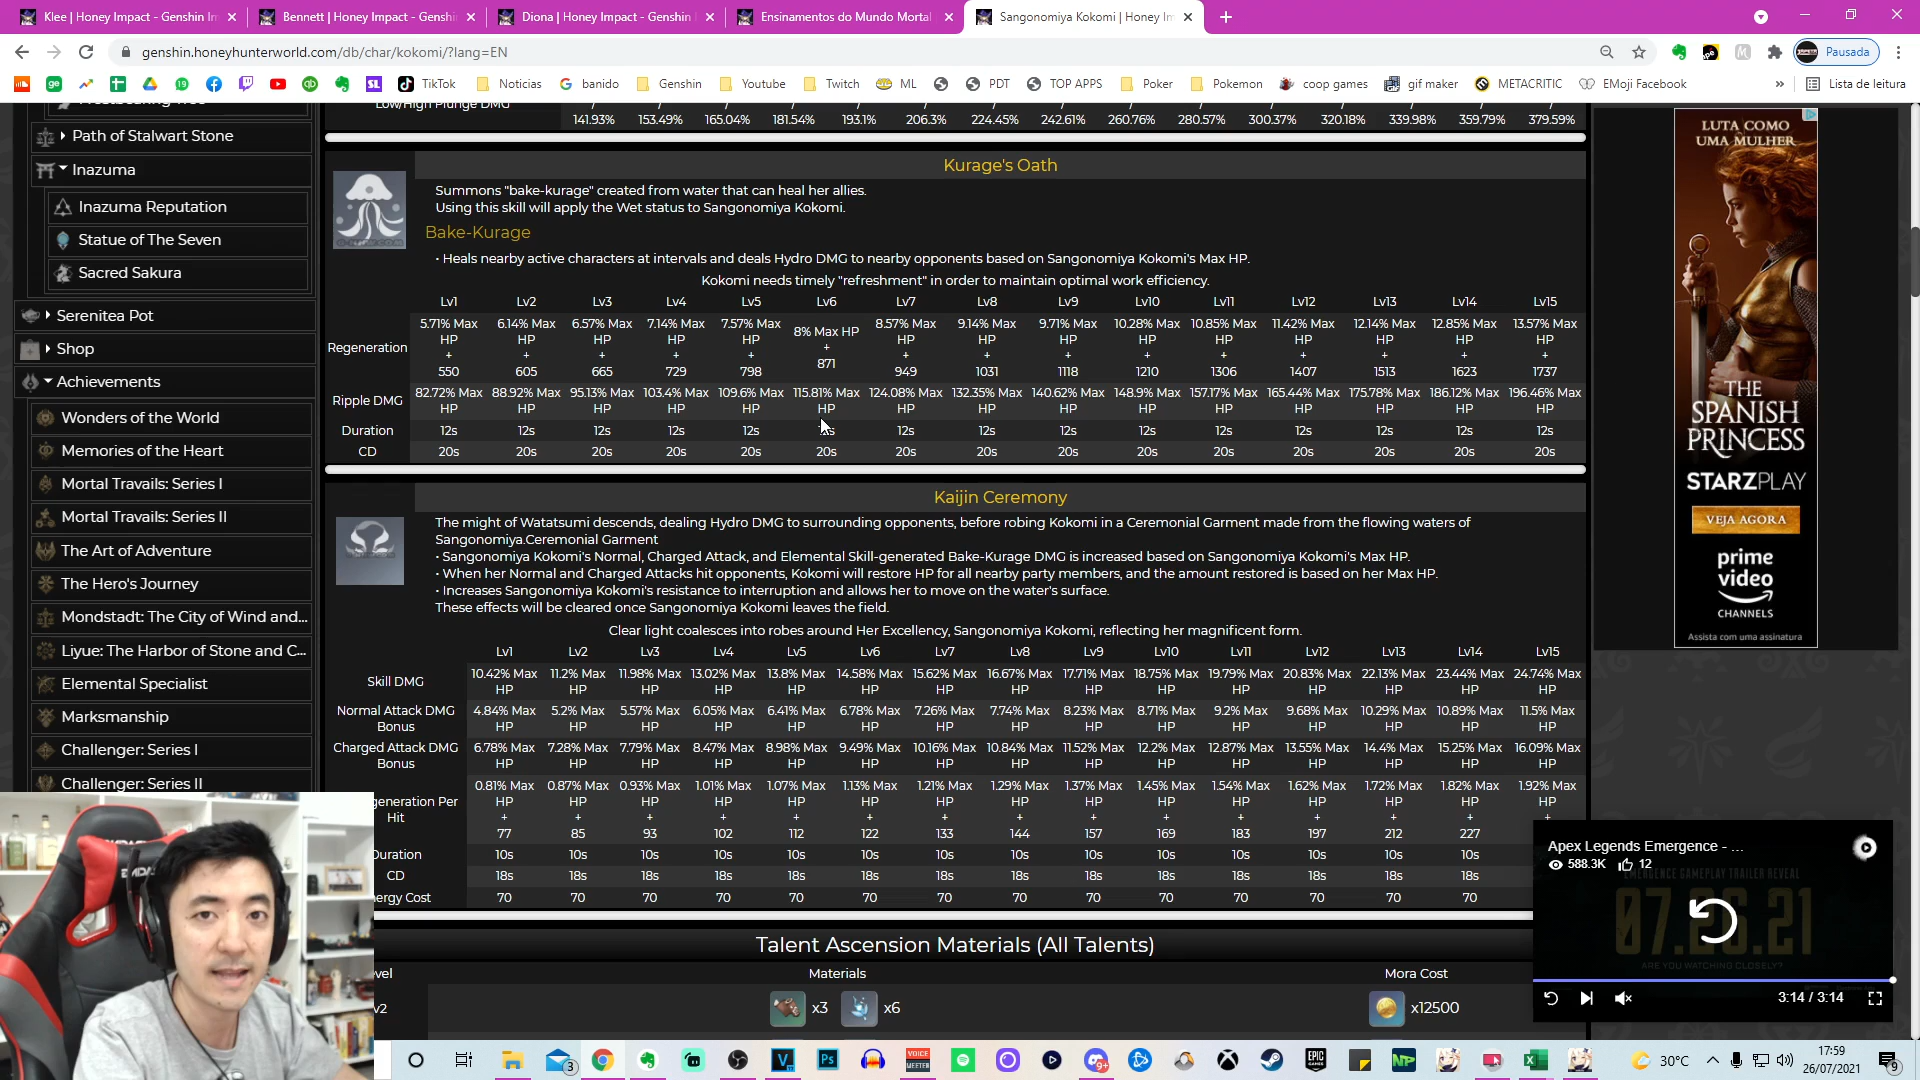 Klee | Honey Impact - Genshin Im
Bennett | Honey Impact - Genshi
Diona | Honey Impact - Genshin
Ensinamentos do Mundo Mortal
Sangonomiya Kokomi | Honey Im
genshin.honeyhunterworld.com/db/char/kokomi/?lang=EN
Pausada
TikTok
Noticias
banido
Genshin
Youtube
Twitch
ML
PDT
TOP APPS
Poker
Pokemon
coop games
gif maker
METACRITIC
EMoji Facebook
Lista de leitura
Path of Stalwart Stone
Inazuma
Inazuma Reputation
Statue of The Seven
Sacred Sakura
Serenitea Pot
Shop
Achievements
Wonders of the World
Memories of the Heart
Mortal Travails: Series I
Mortal Travails: Series II
The Art of Adventure
The Hero's Journey
Mondstadt: The City of Wind and...
Liyue: The Harbor of Stone and C...
Elemental Specialist
Marksmanship
Challenger: Series I
Challenger: Series II
Low/High Plunge DMG
/ / / / / / / / / / / / / / /
141.93% 153.49% 165.04% 181.54% 193.1% 206.3% 224.45% 242.61% 260.76% 280.57% 300.37% 320.18% 339.98% 359.79% 379.59%
Kurage's Oath
Summons "bake-kurage" created from water that can heal her allies.
Using this skill will apply the Wet status to Sangonomiya Kokomi.
Bake-Kurage
• Heals nearby active characters at intervals and deals Hydro DMG to nearby opponents based on Sangonomiya Kokomi's Max HP.
Kokomi needs timely "refreshment" in order to maintain optimal work efficiency.
Lv1 Lv2 Lv3 Lv4 Lv5 Lv6 Lv7 Lv8 Lv9 Lv10 Lv11 Lv12 Lv13 Lv14 Lv15
Regeneration 5.71% Max HP + 550 6.14% Max HP + 605 6.57% Max HP + 665 7.14% Max HP + 729 7.57% Max HP + 798 8% Max HP + 871 8.57% Max HP + 949 9.14% Max HP + 1031 9.71% Max HP + 1118 10.28% Max HP + 1210 10.85% Max HP + 1306 11.42% Max HP + 1407 12.14% Max HP + 1513 12.85% Max HP + 1623 13.57% Max HP + 1737
Ripple DMG 82.72% Max HP 88.92% Max HP 95.13% Max HP 103.4% Max HP 109.6% Max HP 115.81% Max HP 124.08% Max HP 132.35% Max HP 140.62% Max HP 148.9% Max HP 157.17% Max HP 165.44% Max HP 175.78% Max HP 186.12% Max HP 196.46% Max HP
Duration 12s 12s 12s 12s 12s 12s 12s 12s 12s 12s 12s 12s 12s 12s
CD 20s 20s 20s 20s 20s 20s 20s 20s 20s 20s 20s 20s 20s 20s 20s
Kaijin Ceremony
The might of Watatsumi descends, dealing Hydro DMG to surrounding opponents, before robing Kokomi in a Ceremonial Garment made from the flowing waters of
Sangonomiya.Ceremonial Garment
• Sangonomiya Kokomi's Normal, Charged Attack, and Elemental Skill-generated Bake-Kurage DMG is increased based on Sangonomiya Kokomi's Max HP.
• When her Normal and Charged Attacks hit opponents, Kokomi will restore HP for all nearby party members, and the amount restored is based on her Max HP.
• Increases Sangonomiya Kokomi's resistance to interruption and allows her to move on the water's surface.
These effects will be cleared once Sangonomiya Kokomi leaves the field.
Clear light coalesces into robes around Her Excellency, Sangonomiya Kokomi, reflecting her magnificent form.
Lv1 Lv2 Lv3 Lv4 Lv5 Lv6 Lv7 Lv8 Lv9 Lv10 Lv11 Lv12 Lv13 Lv14 Lv15
Skill DMG 10.42% Max HP 11.2% Max HP 11.98% Max HP 13.02% Max HP 13.8% Max HP 14.58% Max HP 15.62% Max HP 16.67% Max HP 17.71% Max HP 18.75% Max HP 19.79% Max HP 20.83% Max HP 22.13% Max HP 23.44% Max HP 24.74% Max HP
Normal Attack DMG Bonus 4.84% Max HP 5.2% Max HP 5.57% Max HP 6.05% Max HP 6.41% Max HP 6.78% Max HP 7.26% Max HP 7.74% Max HP 8.23% Max HP 8.71% Max HP 9.2% Max HP 9.68% Max HP 10.29% Max HP 10.89% Max HP 11.5% Max HP
Charged Attack DMG Bonus 6.78% Max HP 7.28% Max HP 7.79% Max HP 8.47% Max HP 8.98% Max HP 9.49% Max HP 10.16% Max HP 10.84% Max HP 11.52% Max HP 12.2% Max HP 12.87% Max HP 13.55% Max HP 14.4% Max HP 15.25% Max HP 16.09% Max HP
generation Per Hit 0.81% Max HP + 77 0.87% Max HP + 85 0.93% Max HP + 93 1.01% Max HP + 102 1.07% Max HP + 112 1.13% Max HP + 122 1.21% Max HP + 133 1.29% Max HP + 144 1.37% Max HP + 157 1.45% Max HP + 169 1.54% Max HP + 183 1.62% Max HP + 197 1.72% Max HP + 212 1.82% Max HP + 227 1.92% Max HP +
Duration 10s 10s 10s 10s 10s 10s 10s 10s 10s 10s 10s 10s 10s 10s
CD 18s 18s 18s 18s 18s 18s 18s 18s 18s 18s 18s 18s 18s 18s
ergy Cost 70 70 70 70 70 70 70 70 70 70 70 70 70 70
Talent Ascension Materials (All Talents)
vel Materials Mora Cost
v2 x3 x6 x12500
LUTA COMO
UMA MULHER
THE
SPANISH
PRINCESS
STARZPLAY
VEJA AGORA
prime
video
CHANNELS
Assista com uma assinatura
Apex Legends Emergence - ...
588.3K 12
EMERGENCE GAMEPLAY TRAILER REVEAL
07.26.21
ARE YOU WATCHING CLOSELY?
3:14 / 3:14
3
Ps
VOICE
MEETER
9+
EPIC
GAMES
NP
30°C
17:59
26/07/2021
9